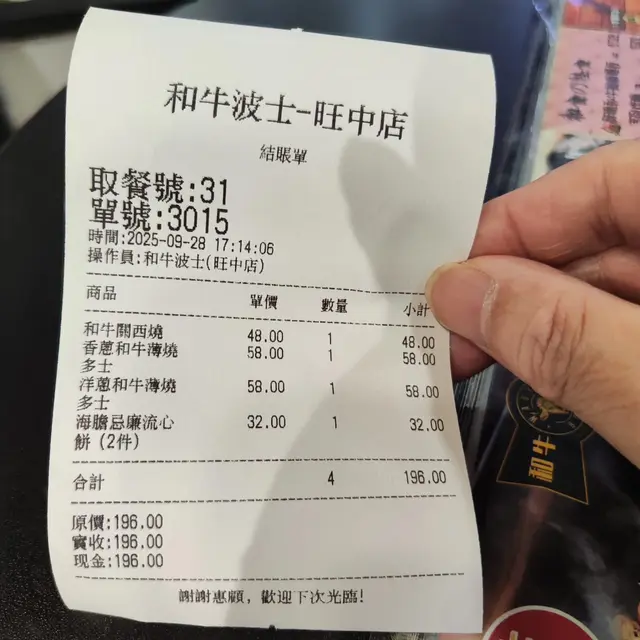 和牛波士-旺中店
結賬單
取餐號:31
單號:3015
時間:2025-09-28 17:14:06
操作員:和牛波士(旺中店)
商品 單價 數量 小計
和牛關西燒 48.00 1 48.00
香蔥和牛薄燒 58.00 1 58.00
多士
洋蔥和牛薄燒 58.00 1 58.00
多士
海膽忌廉流心 32.00 1 32.00
餅(2件)
合計 4 196.00
原價:196.00
實收:196.00
现金:196.00
謝謝惠顧，歡迎下次光臨!
和牛